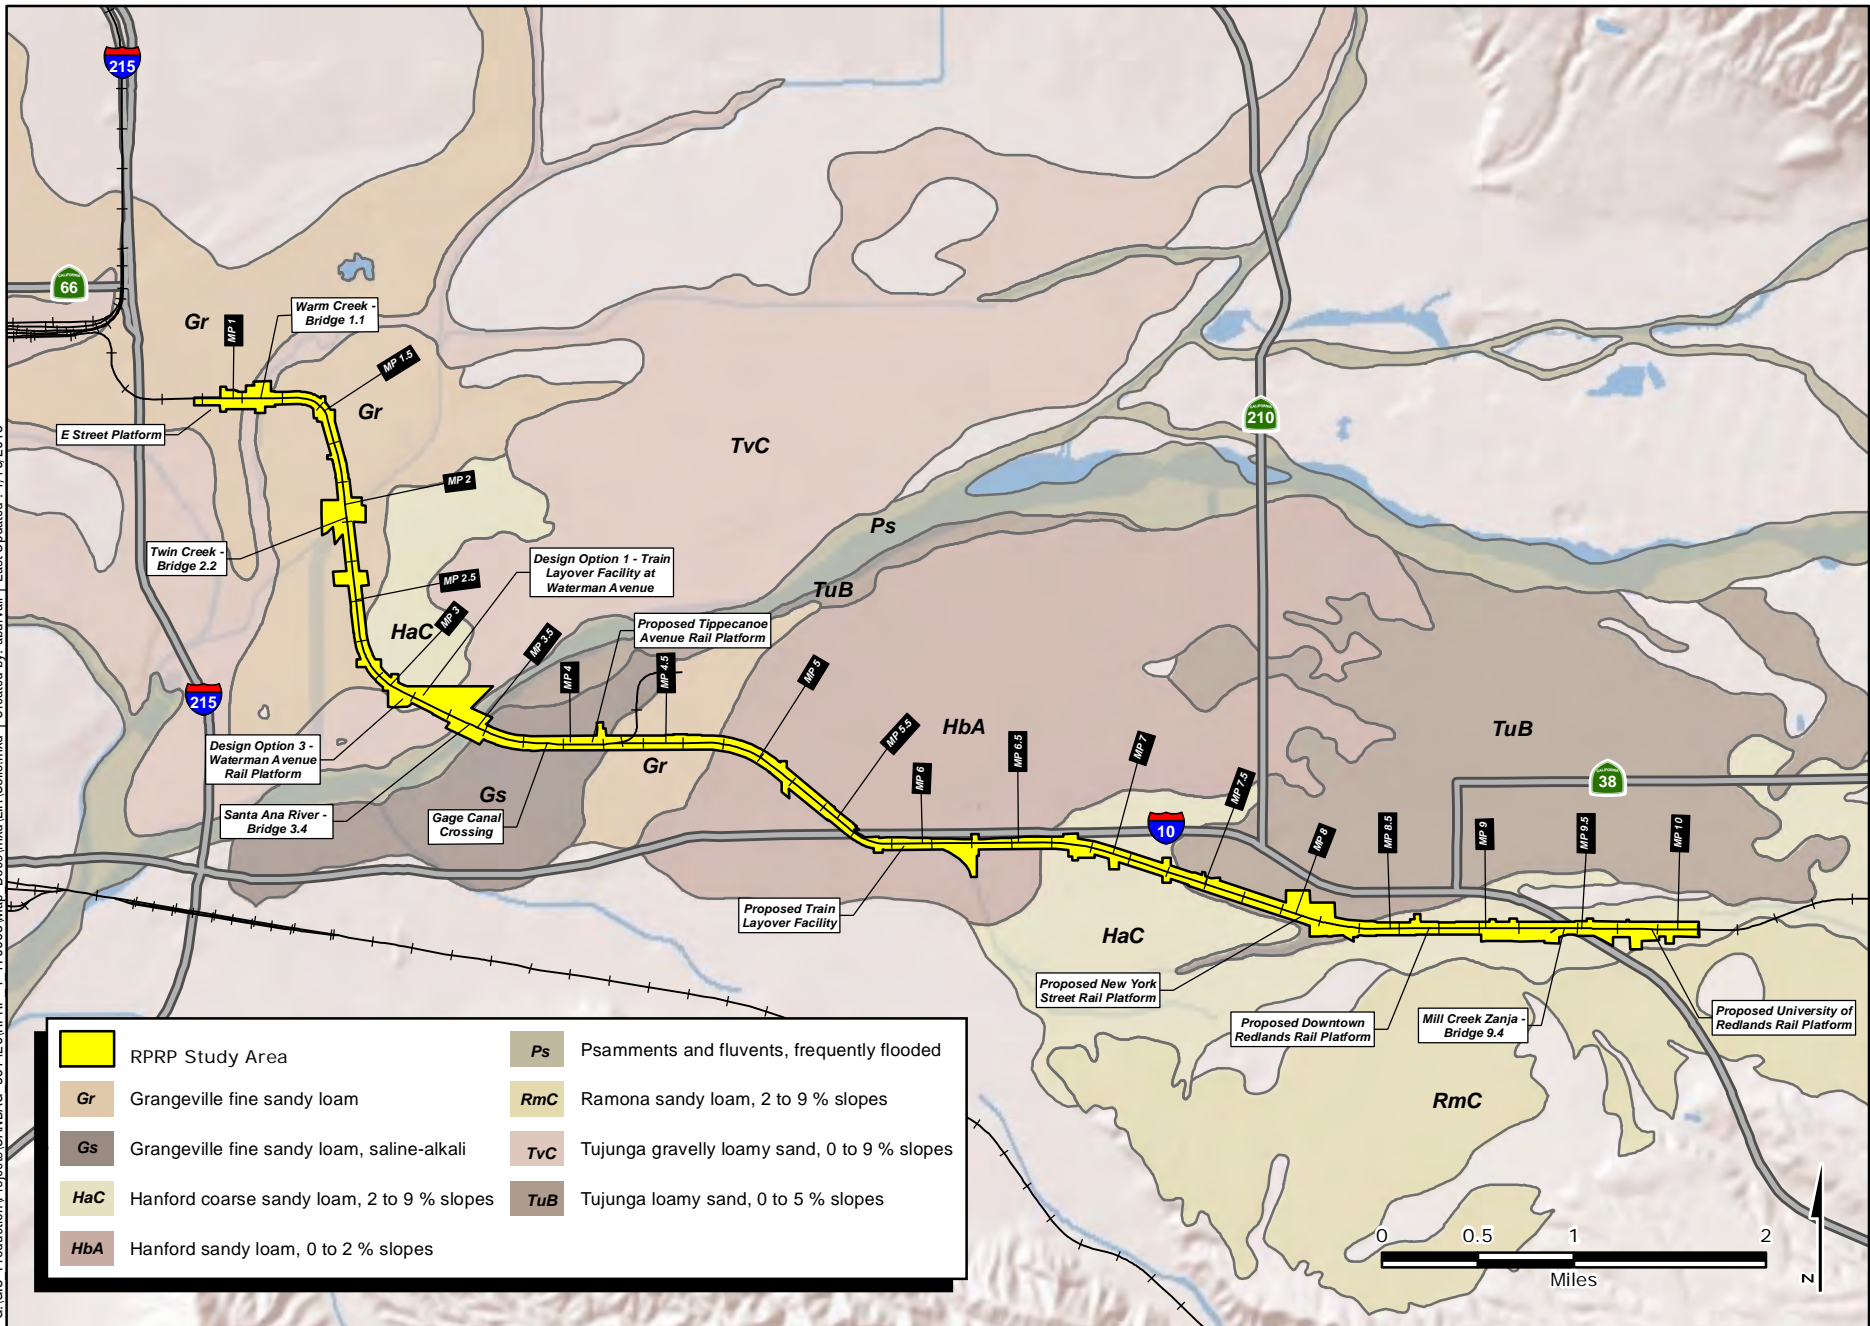 215
66
Gr
MP 1
Warm Creek -
Bridge 1.1
MP 1.5
Gr
E Street Platform
210
TvC
MP 2
Ps
Twin Creek -
Bridge 2.2
Design Option 1 - Train
Layover Facility at
Waterman Avenue
MP 2.5
TuB
HaC
MP 3
MP 3.5
Proposed Tippecanoe
Avenue Rail Platform
MP 4
MP 4.5
MP 5
215
HbA
TuB
MP 5.5
MP 6
MP 6.5
MP 7
MP 7.5
CALIFORNIA
38
Design Option 3 -
Waterman Avenue
Rail Platform
Gr
Gs
Santa Ana River -
Bridge 3.4
Gage Canal
Crossing
10
MP 8
MP 8.5
MP 9
MP 9.5
MP 10
Proposed Train
Layover Facility
HaC
Proposed New York
Street Rail Platform
Proposed Downtown
Redlands Rail Platform
Mill Creek Zanja -
Bridge 9.4
Proposed University of
Redlands Rail Platform
RmC
RPRP Study Area
Gr Grangeville fine sandy loam
Gs Grangeville fine sandy loam, saline-alkali
HaC Hanford coarse sandy loam, 2 to 9 % slopes
HbA Hanford sandy loam, 0 to 2 % slopes
Ps Psamments and fluvents, frequently flooded
RmC Ramona sandy loam, 2 to 9 % slopes
TvC Tujunga gravelly loamy sand, 0 to 9 % slopes
TuB Tujunga loamy sand, 0 to 5 % slopes
0 0.5 1 2
Miles
N